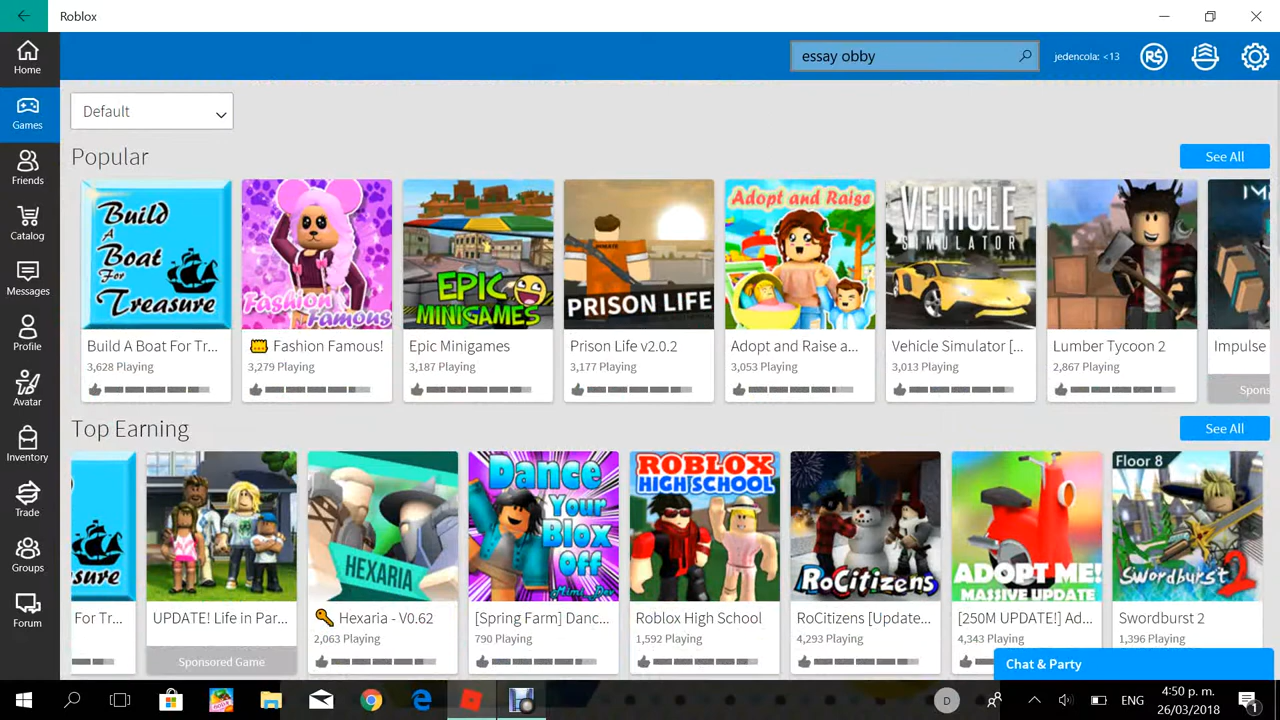 Roblox
essay obby
jedencola: <13
R$
Home
Games
Friends
Catalog
Messages
Profile
Avatar
Inventory
Trade
Groups
Forum
Default
Popular
See All
Build
A
Boat
For
Treasure
Fashion
Famous
EPIC
MINIGAMES
INMATE
PRISON LIFE
Adopt and Raise
VEHICLE
SIMULATOR
Build A Boat For Tr...
Fashion Famous!
Epic Minigames
Prison Life v2.0.2
Adopt and Raise a...
Vehicle Simulator [...
Lumber Tycoon 2
Impulse
3,628 Playing
3,279 Playing
3,187 Playing
3,177 Playing
3,053 Playing
3,013 Playing
2,867 Playing
Spons
Top Earning
See All
asure
HEXARIA
Dance
Your
Blox
Off
Mimi_Dev
ROBLOX
HIGH SCHOOL
RoCitizens
ADOPT ME!
MASSIVE UPDATE
Floor 8
Swordburst 2
For Tr...
UPDATE! Life in Par...
Hexaria - V0.62
[Spring Farm] Danc...
Roblox High School
RoCitizens [Update...
[250M UPDATE!] Ad...
Swordburst 2
2,063 Playing
790 Playing
1,592 Playing
4,293 Playing
4,343 Playing
1,396 Playing
Sponsored Game
Chat & Party
D
ENG
4:50 p. m.
26/03/2018
1